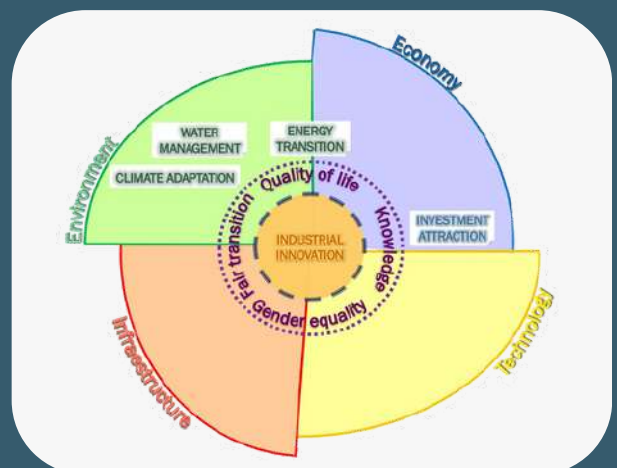 Economy
Environment
WATER
MANAGEMENT
ENERGY
TRANSITION
CLIMATE ADAPTATION
Quality of life
Fair transition
Knowledge
INVESTMENT
ATTRACTION
INDUSTRIAL
INNOVATION
Gender equality
Infraestructure
Technology